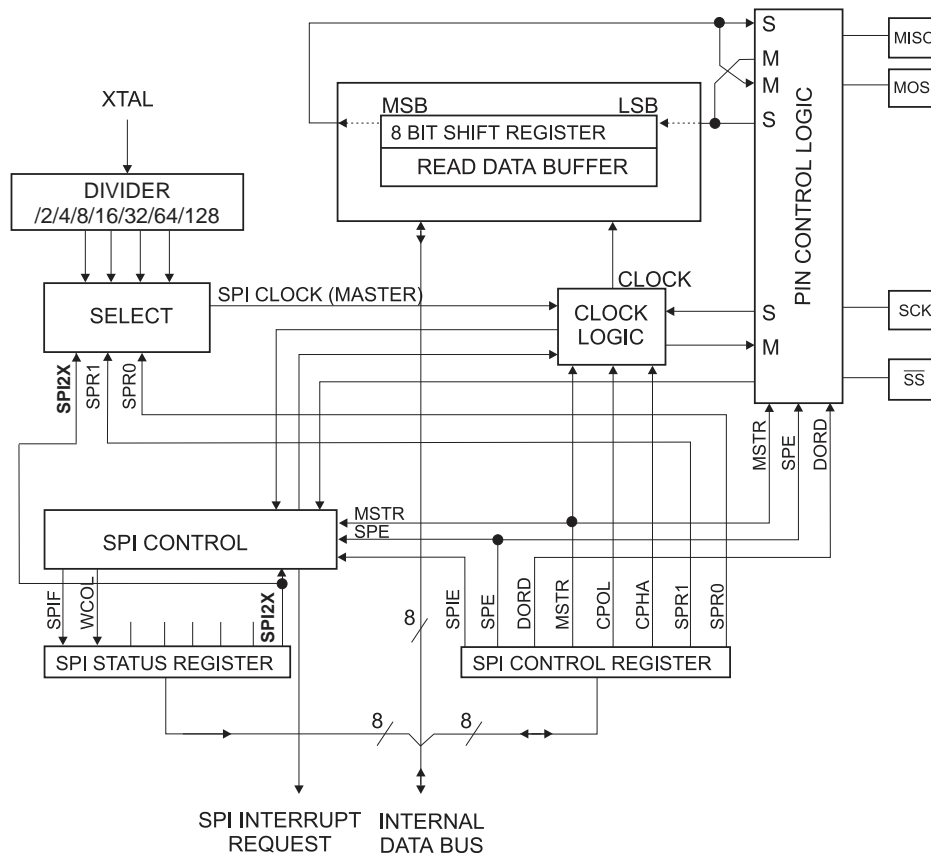 S
MISO
M
XTAL
MSB
LSB
M
MOSI
8 BIT SHIFT REGISTER
S
READ DATA BUFFER
DIVIDER
/2/4/8/16/32/64/128
PIN CONTROL LOGIC
CLOCK
SPI CLOCK (MASTER)
SELECT
CLOCK
LOGIC
S
SCK
M
SPI2X
SPR1
SPR0
SS
MSTR
SPE
DORD
MSTR
SPE
SPI CONTROL
SPIF
WCOL
SPI2X
8
SPIE
SPE
DORD
MSTR
CPOL
CPHA
SPR1
SPR0
SPI STATUS REGISTER
SPI CONTROL REGISTER
8
8
SPI INTERRUPT
REQUEST
INTERNAL
DATA BUS